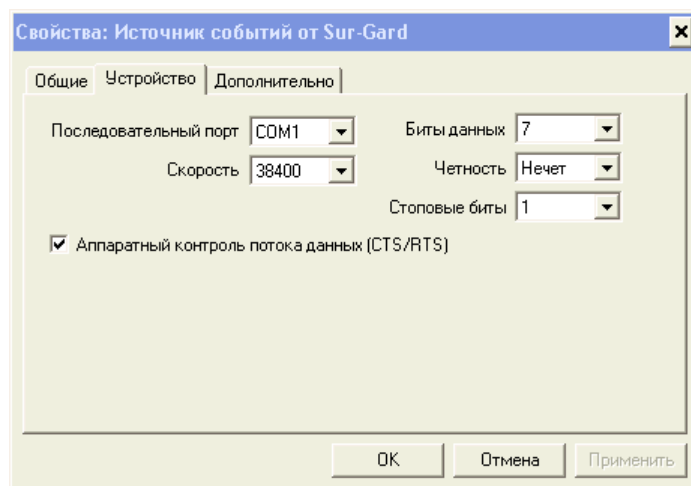 Свойства: Источник событий от Sur-Gard
Общие Устройство Дополнительно
Последовательный порт COM1 Биты данных 7
Скорость 38400 Четность Нечет
Стоповые биты 1
Аппаратный контроль потока данных (CTS/RTS)
OK Отмена Применить